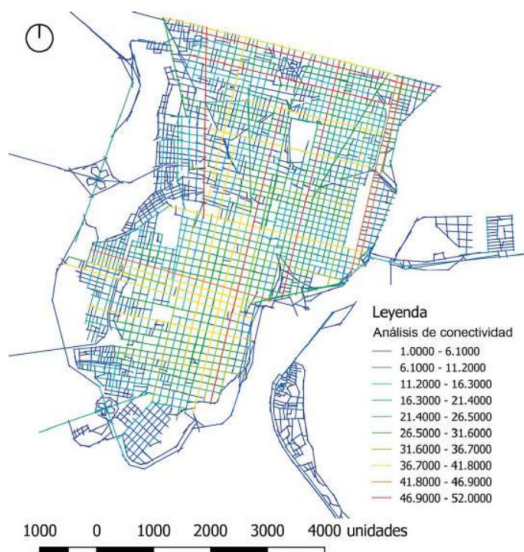 Leyenda
Análisis de conectividad
1.0000 - 6.1000
6.1000 - 11.2000
11.2000 - 16.3000
16.3000 - 21.4000
21.4000 - 26.5000
26.5000 - 31.6000
31.6000 - 36.7000
36.7000 - 41.8000
41.8000 - 46.9000
46.9000 - 52.0000
1000 0 1000 2000 3000 4000 unidades